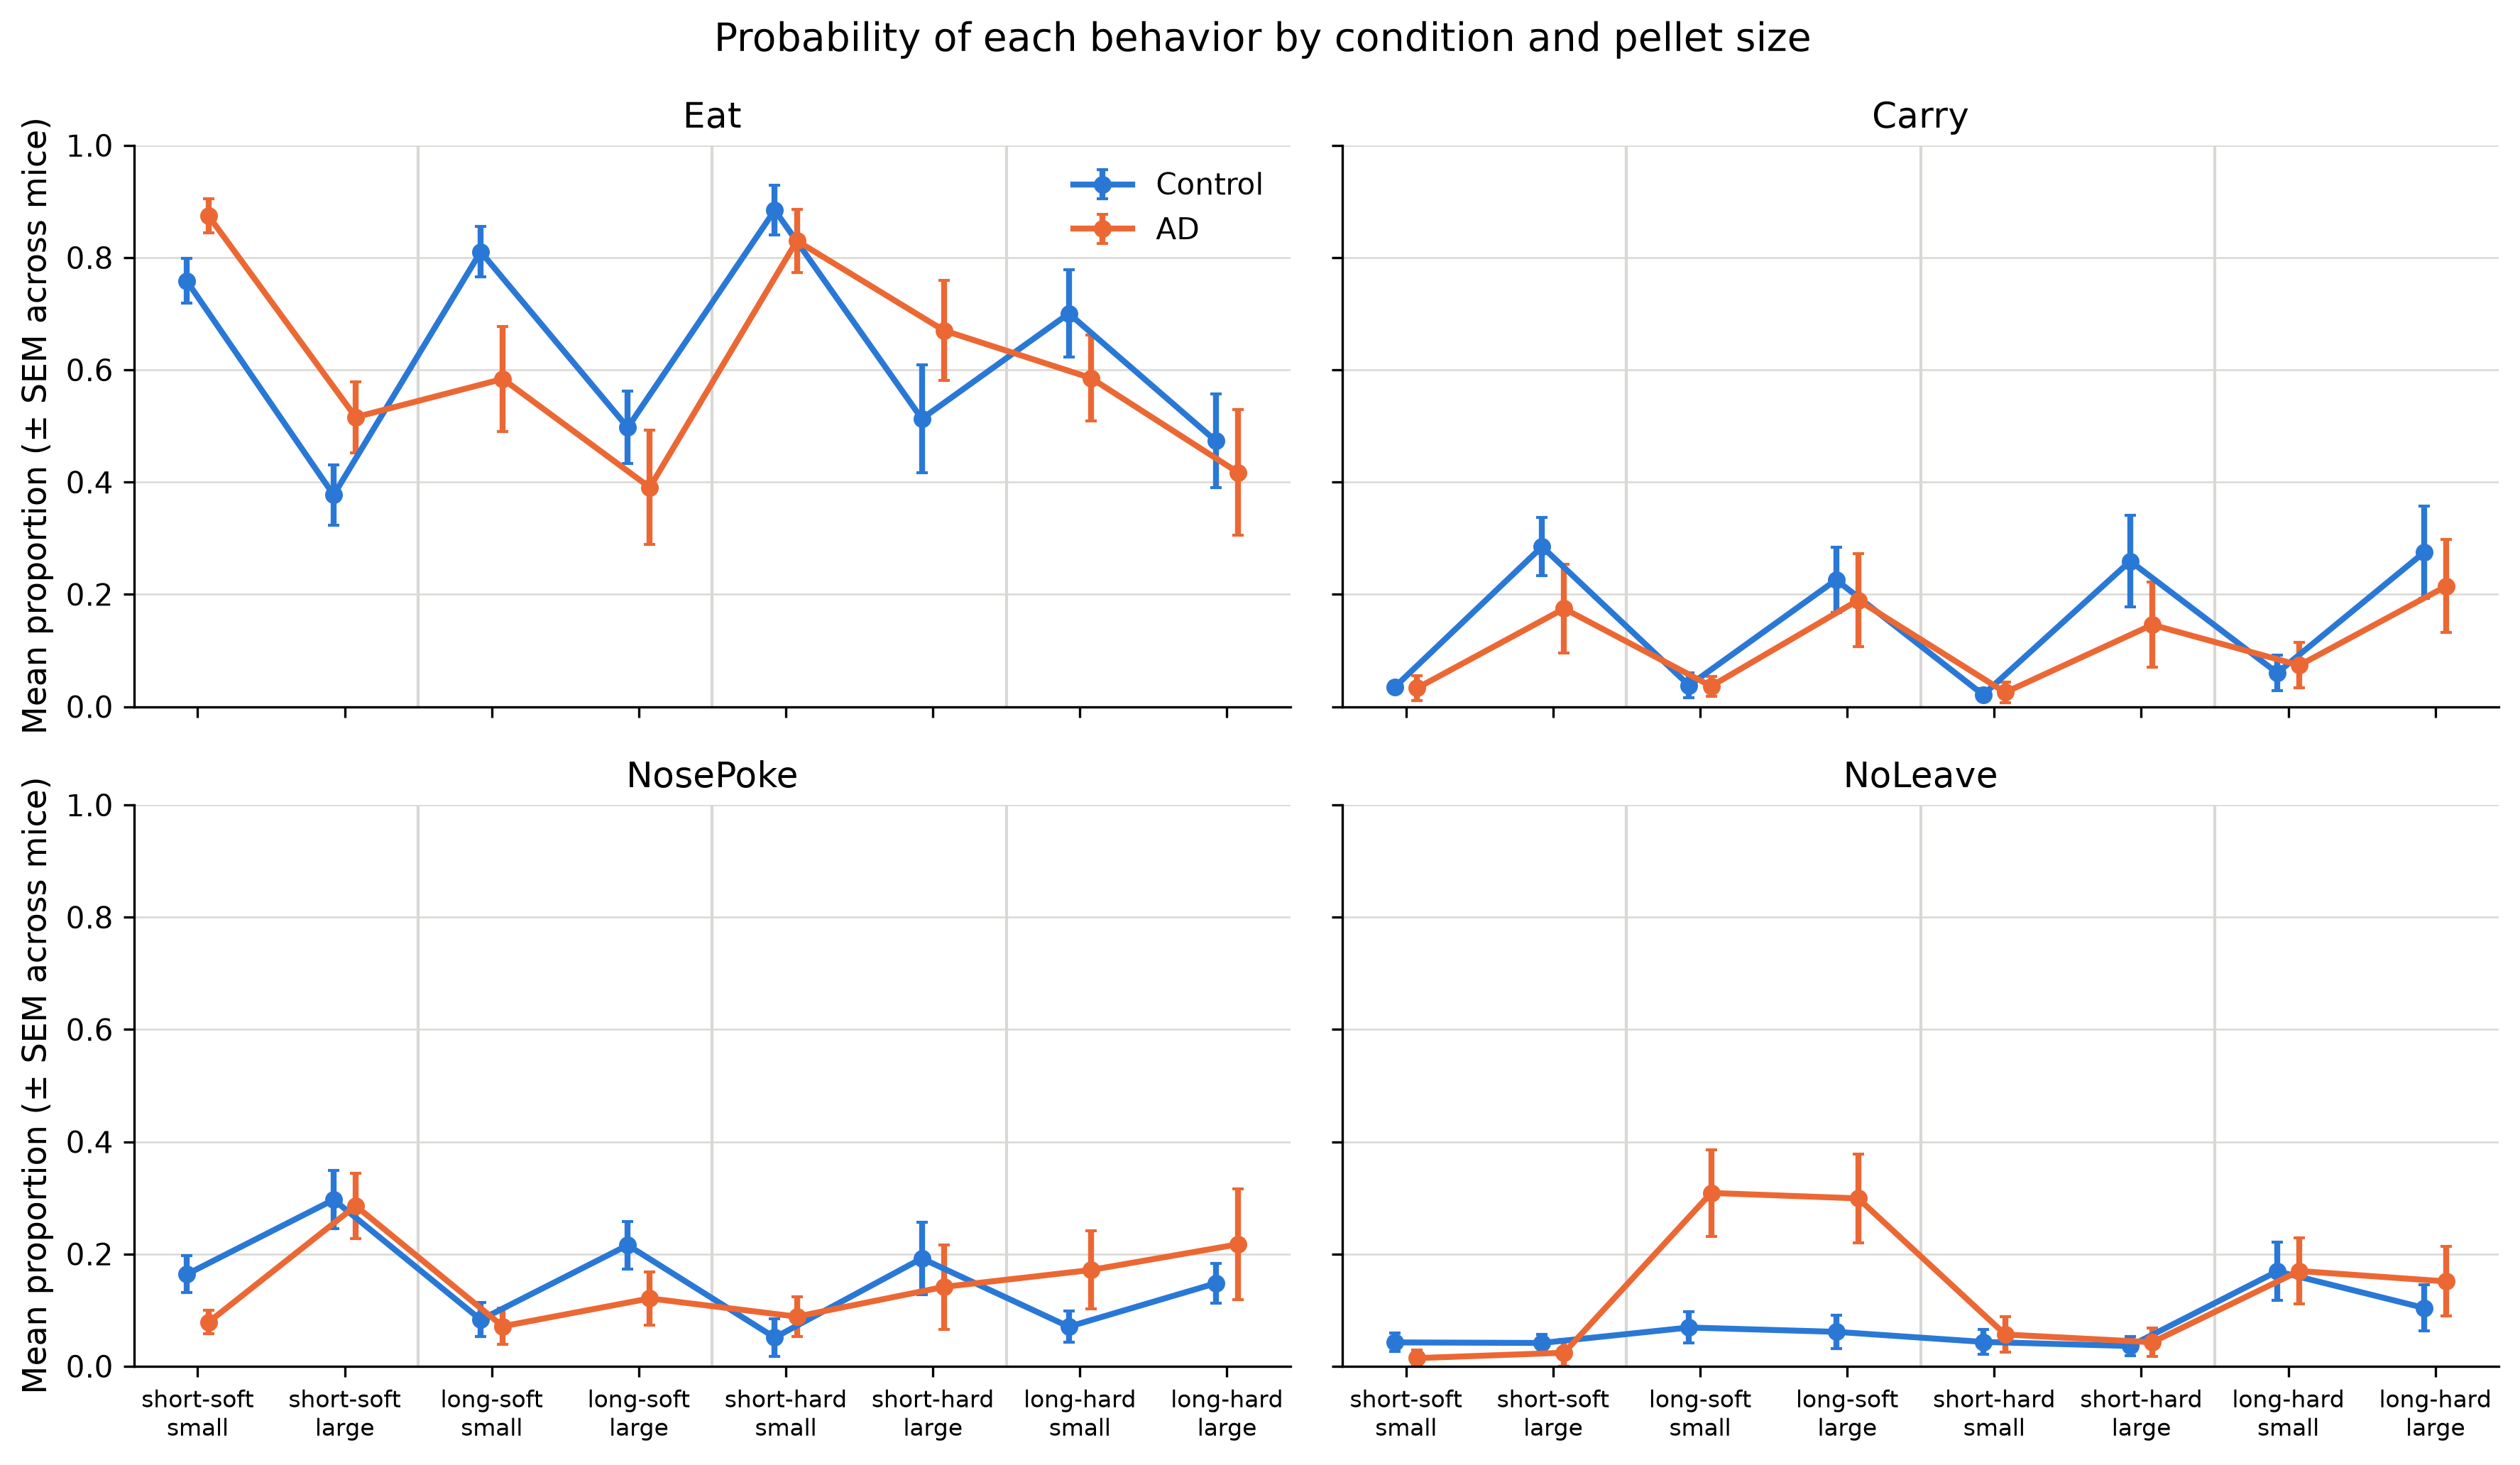 Probability of each behavior by condition and pellet size
Eat
Carry
Mean proportion (± SEM across mice)
1.0
0.8
0.6
0.4
0.2
0.0
Control
AD
NosePoke
NoLeave
Mean proportion (± SEM across mice)
1.0
0.8
0.6
0.4
0.2
0.0
short-soft
small
short-soft
large
long-soft
small
long-soft
large
short-hard
small
short-hard
large
long-hard
small
long-hard
large
short-soft
small
short-soft
large
long-soft
small
long-soft
large
short-hard
small
short-hard
large
long-hard
small
long-hard
large